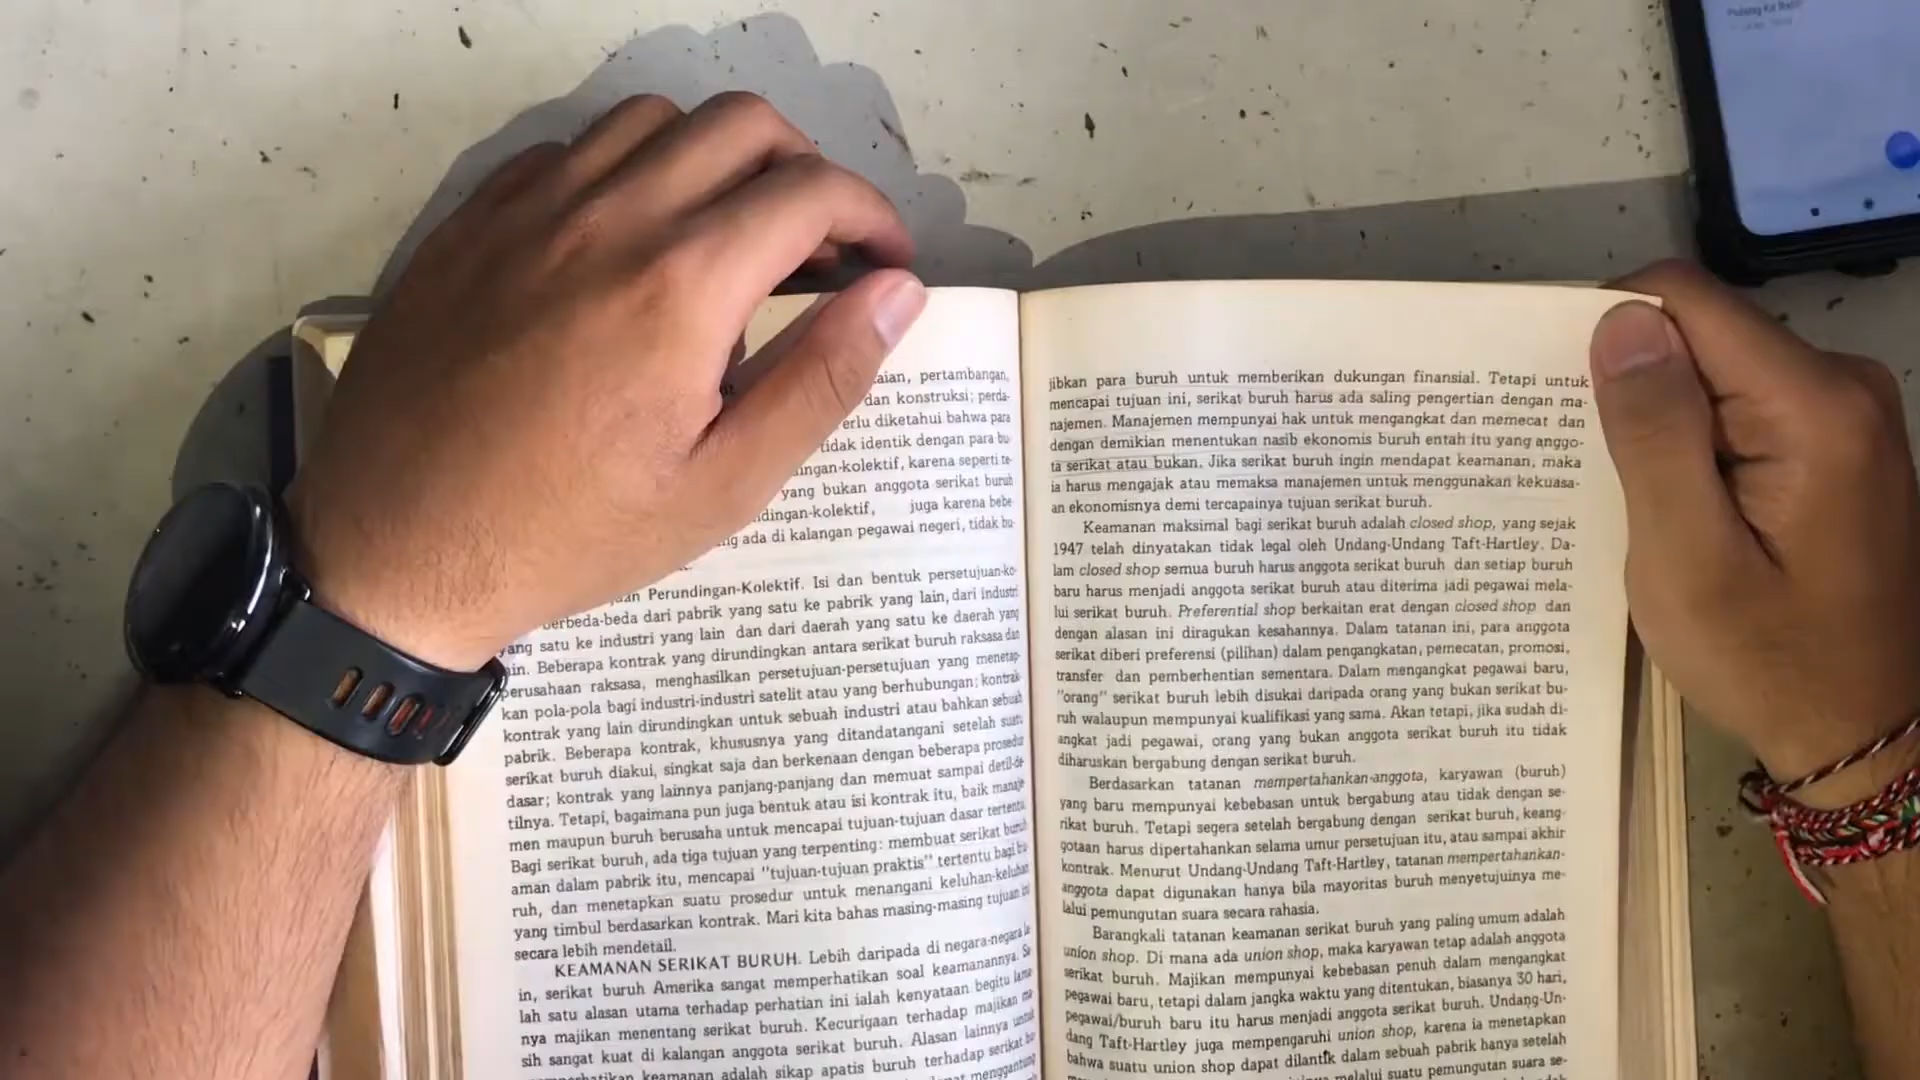 Pulang Ke Bali?
pertambangan,
dan konstruksi; perda-
diketahui bahwa para
tidak identik dengan para bu
karena seperti te-
yang bukan anggota serikat buruh
juga karena bebe
ada di kalangan pegawai negeri, tidak bu-
Perundingan-Kolektif. Isi dan bentuk persetujuan-ko-
berbeda-beda dari pabrik yang satu ke pabrik yang lain, dari industri
yang satu ke industri yang lain dan dari daerah yang satu ke daerah yang
Beberapa kontrak yang dirundingkan antara serikat buruh raksasa dan
perusahaan raksasa, menghasilkan persetujuan-persetujuan yang menetap-
kan pola-pola bagi industri-industri satelit atau yang berhubungan; kontrak-
kontrak yang lain dirundingkan untuk sebuah industri atau bahkan sebuah
pabrik. Beberapa kontrak, khususnya yang ditandatangani setelah suatu
serikat buruh diakui, singkat saja dan berkenaan dengan beberapa prosedur
dasar; kontrak yang lainnya panjang-panjang dan memuat sampai detil-de
tilnya. Tetapi, bagaimana pun juga bentuk atau isi kontrak itu, baik manaje
men maupun buruh berusaha untuk mencapai tujuan-tujuan dasar tertentu.
Bagi serikat buruh, ada tiga tujuan yang terpenting: membuat serikat buruh
aman dalam pabrik itu, mencapai "tujuan-tujuan praktis" tertentu bagi bu
ruh, dan menetapkan suatu prosedur untuk menangani keluhan-keluhan
yang timbul berdasarkan kontrak. Mari kita bahas masing-masing tujuan ini
secara lebih mendetail.
KEAMANAN SERIKAT BURUH. Lebih daripada di negara-negara la
in, serikat buruh Amerika sangat memperhatikan soal keamanannya. Sa
lah satu alasan utama terhadap perhatian ini ialah kenyataan begitu lama
nya majikan menentang serikat buruh. Kecurigaan terhadap majikan ma-
sih sangat kuat di kalangan anggota serikat buruh. Alasan lainnya untuk
keamanan adalah sikap apatis buruh terhadap serikat bu
menggantung
jibkan para buruh untuk memberikan dukungan finansial. Tetapi untuk
mencapai tujuan ini, serikat buruh harus ada saling pengertian dengan ma-
najemen. Manajemen mempunyai hak untuk mengangkat dan memecat dan
dengan demikian menentukan nasib ekonomis buruh entah itu yang anggo-
ta serikat atau bukan. Jika serikat buruh ingin mendapat keamanan, maka
ia harus mengajak atau memaksa manajemen untuk menggunakan kekuasa-
an ekonomisnya demi tercapainya tujuan serikat buruh.
Keamanan maksimal bagi serikat buruh adalah closed shop, yang sejak
1947 telah dinyatakan tidak legal oleh Undang-Undang Taft-Hartley. Da-
lam closed shop semua buruh harus anggota serikat buruh dan setiap buruh
baru harus menjadi anggota serikat buruh atau diterima jadi pegawai mela-
lui serikat buruh. Preferential shop berkaitan erat dengan closed shop dan
dengan alasan ini diragukan kesahannya. Dalam tatanan ini, para anggota
serikat diberi preferensi (pilihan) dalam pengangkatan, pemecatan, promosi,
transfer dan pemberhentian sementara. Dalam mengangkat pegawai baru,
"orang" serikat buruh lebih disukai daripada orang yang bukan serikat bu-
ruh walaupun mempunyai kualifikasi yang sama. Akan tetapi, jika sudah di-
angkat jadi pegawai, orang yang bukan anggota serikat buruh itu tidak
diharuskan bergabung dengan serikat buruh.
Berdasarkan tatanan mempertahankan-anggota, karyawan (buruh)
yang baru mempunyai kebebasan untuk bergabung atau tidak dengan se-
rikat buruh. Tetapi segera setelah bergabung dengan serikat buruh, keang-
gotaan harus dipertahankan selama umur persetujuan itu, atau sampai akhir
kontrak. Menurut Undang-Undang Taft-Hartley, tatanan mempertahankan-
anggota dapat digunakan hanya bila mayoritas buruh menyetujuinya me-
lalui pemungutan suara secara rahasia.
Barangkali tatanan keamanan serikat buruh yang paling umum adalah
union shop. Di mana ada union shop, maka karyawan tetap adalah anggota
serikat buruh. Majikan mempunyai kebebasan penuh dalam mengangkat
pegawai baru, tetapi dalam jangka waktu yang ditentukan, biasanya 30 hari,
pegawai/buruh baru itu harus menjadi anggota serikat buruh. Undang-Un-
dang Taft-Hartley juga mempengaruhi union shop, karena ia menetapkan
bahwa suatu union shop dapat dilantik dalam sebuah pabrik hanya setelah
melalui suatu pemungutan suara se-